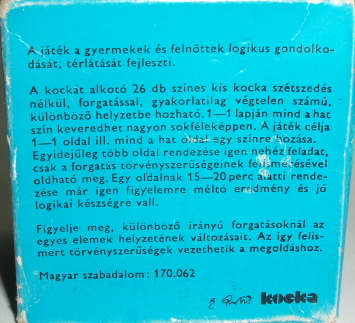 A játék a gyermekek és felnőttek logikus gondolko-
dását, térlátását fejleszti.
A kockát alkotó 26 db színes kis kocka szétszedés
nélkül, forgatással, gyakorlatilag végtelen számú,
különböző helyzetbe hozható. 1—1 lapján mind a hat
szín keveredhet nagyon sokféleképpen. A játék célja
1—1 oldal ill. mind a hat oldal egy színre hozása.
Egyidejűleg több oldal rendezése igen nehéz feladat,
csak a forgatás törvényszerűségeinek felismerésével
oldható meg. Egy oldalnak 15—20 perc alatti rende-
zése már igen figyelemre méltó eredmény és jó
logikai készségre vall.
Figyelje meg, különböző irányú forgatásoknál az
egyes elemek helyzetének változásait. Az így felis-
mert törvényszerűségek vezethetik a megoldáshoz.
Magyar szabadalom: 170.062
kocka